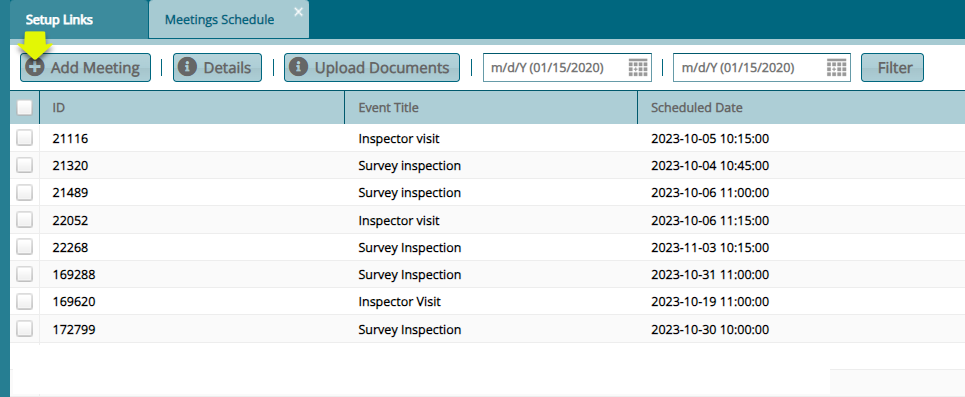 Setup Links Meetings Schedule ×
Add Meeting | Details | Upload Documents m/d/Y (01/15/2020) | m/d/Y (01/15/2020) Filter
ID Event Title Scheduled Date
21116 Inspector visit 2023-10-05 10:15:00
21320 Survey inspection 2023-10-04 10:45:00
21489 Survey inspection 2023-10-06 11:00:00
22052 Inspector visit 2023-10-06 11:15:00
22268 Survey Inspection 2023-11-03 10:15:00
169288 Survey Inspection 2023-10-31 11:00:00
169620 Inspector Visit 2023-10-19 11:00:00
172799 Survey Inspection 2023-10-30 10:00:00